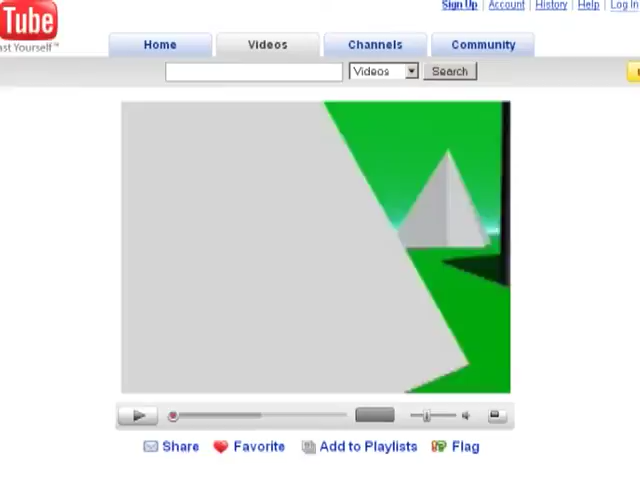 Sign Up | Account | History | Help | Log In
Tube
ast Yourself™
Home Videos Channels Community
Videos Search
Share Favorite Add to Playlists Flag